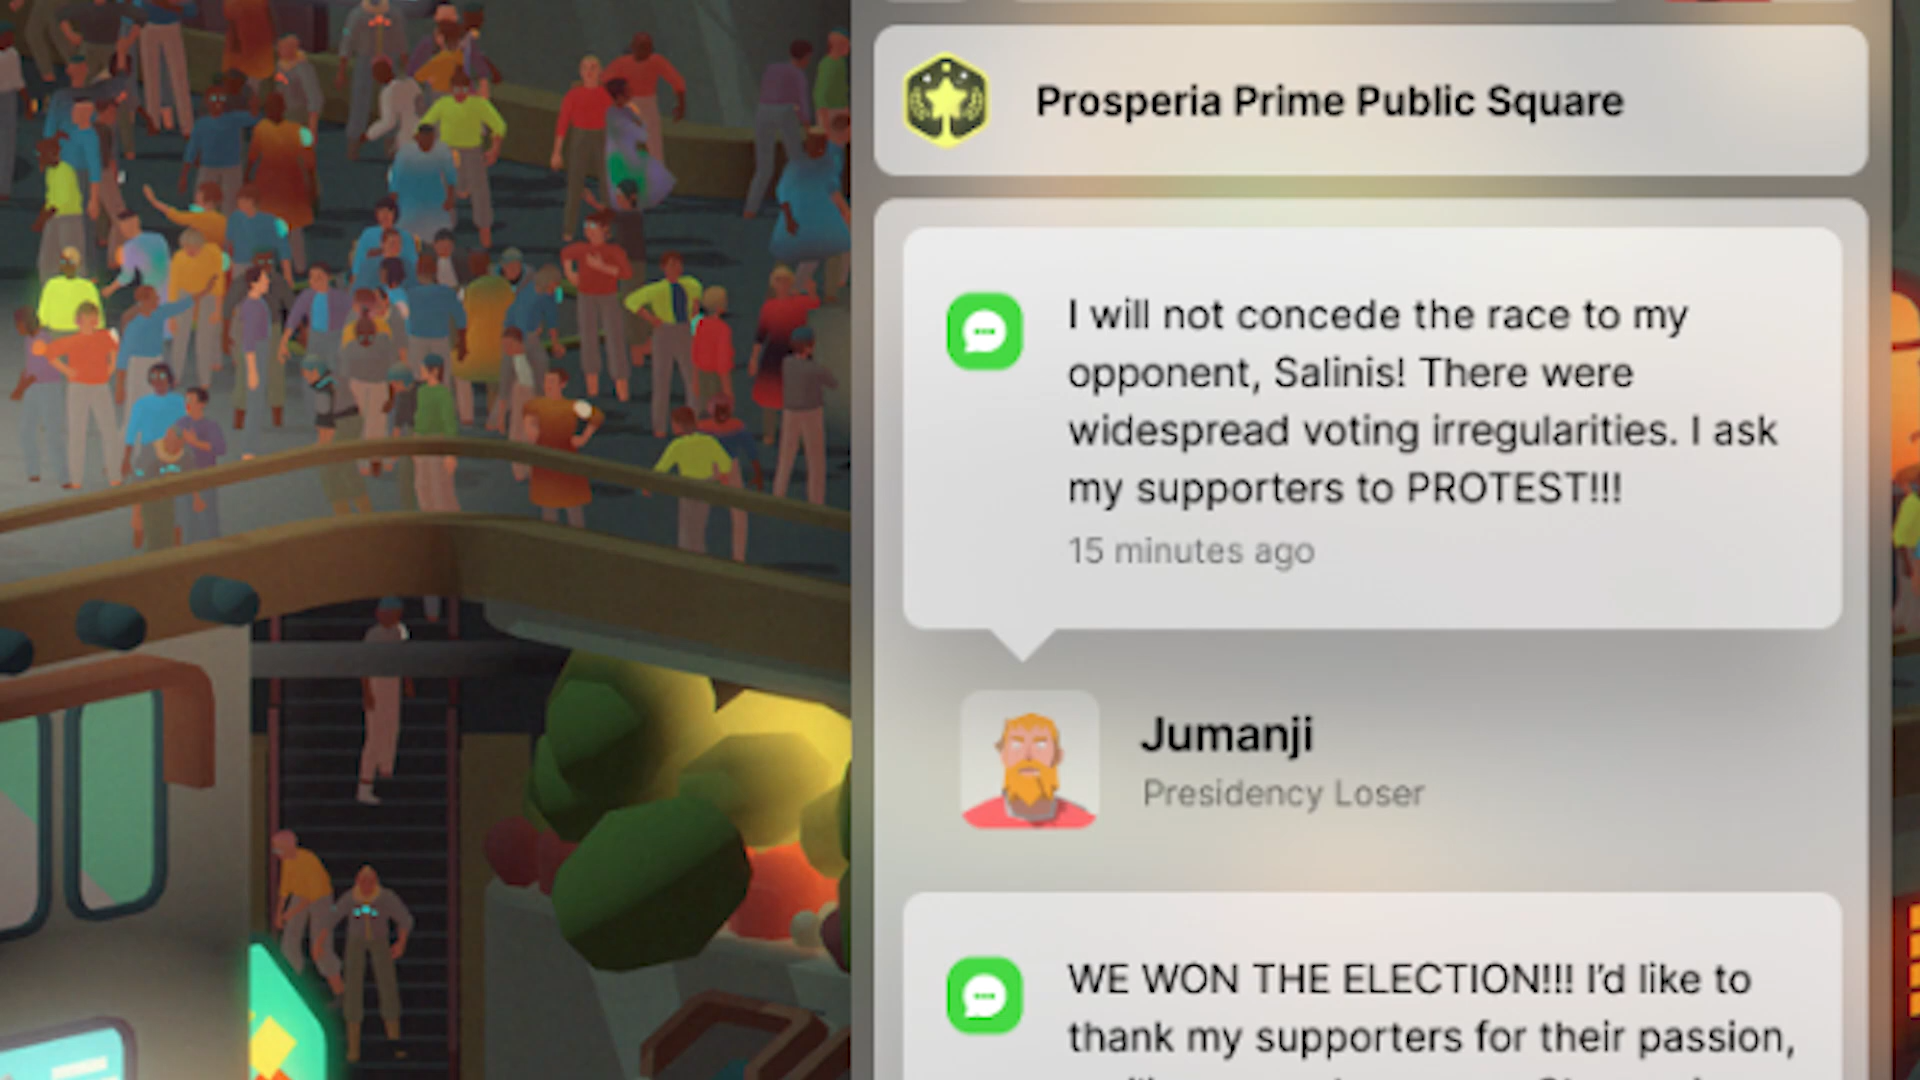 Prosperia Prime Public Square
I will not concede the race to my
opponent, Salinis! There were
widespread voting irregularities. I ask
my supporters to PROTEST!!!
15 minutes ago
Jumanji
Presidency Loser
WE WON THE ELECTION!!! I'd like to
thank my supporters for their passion,